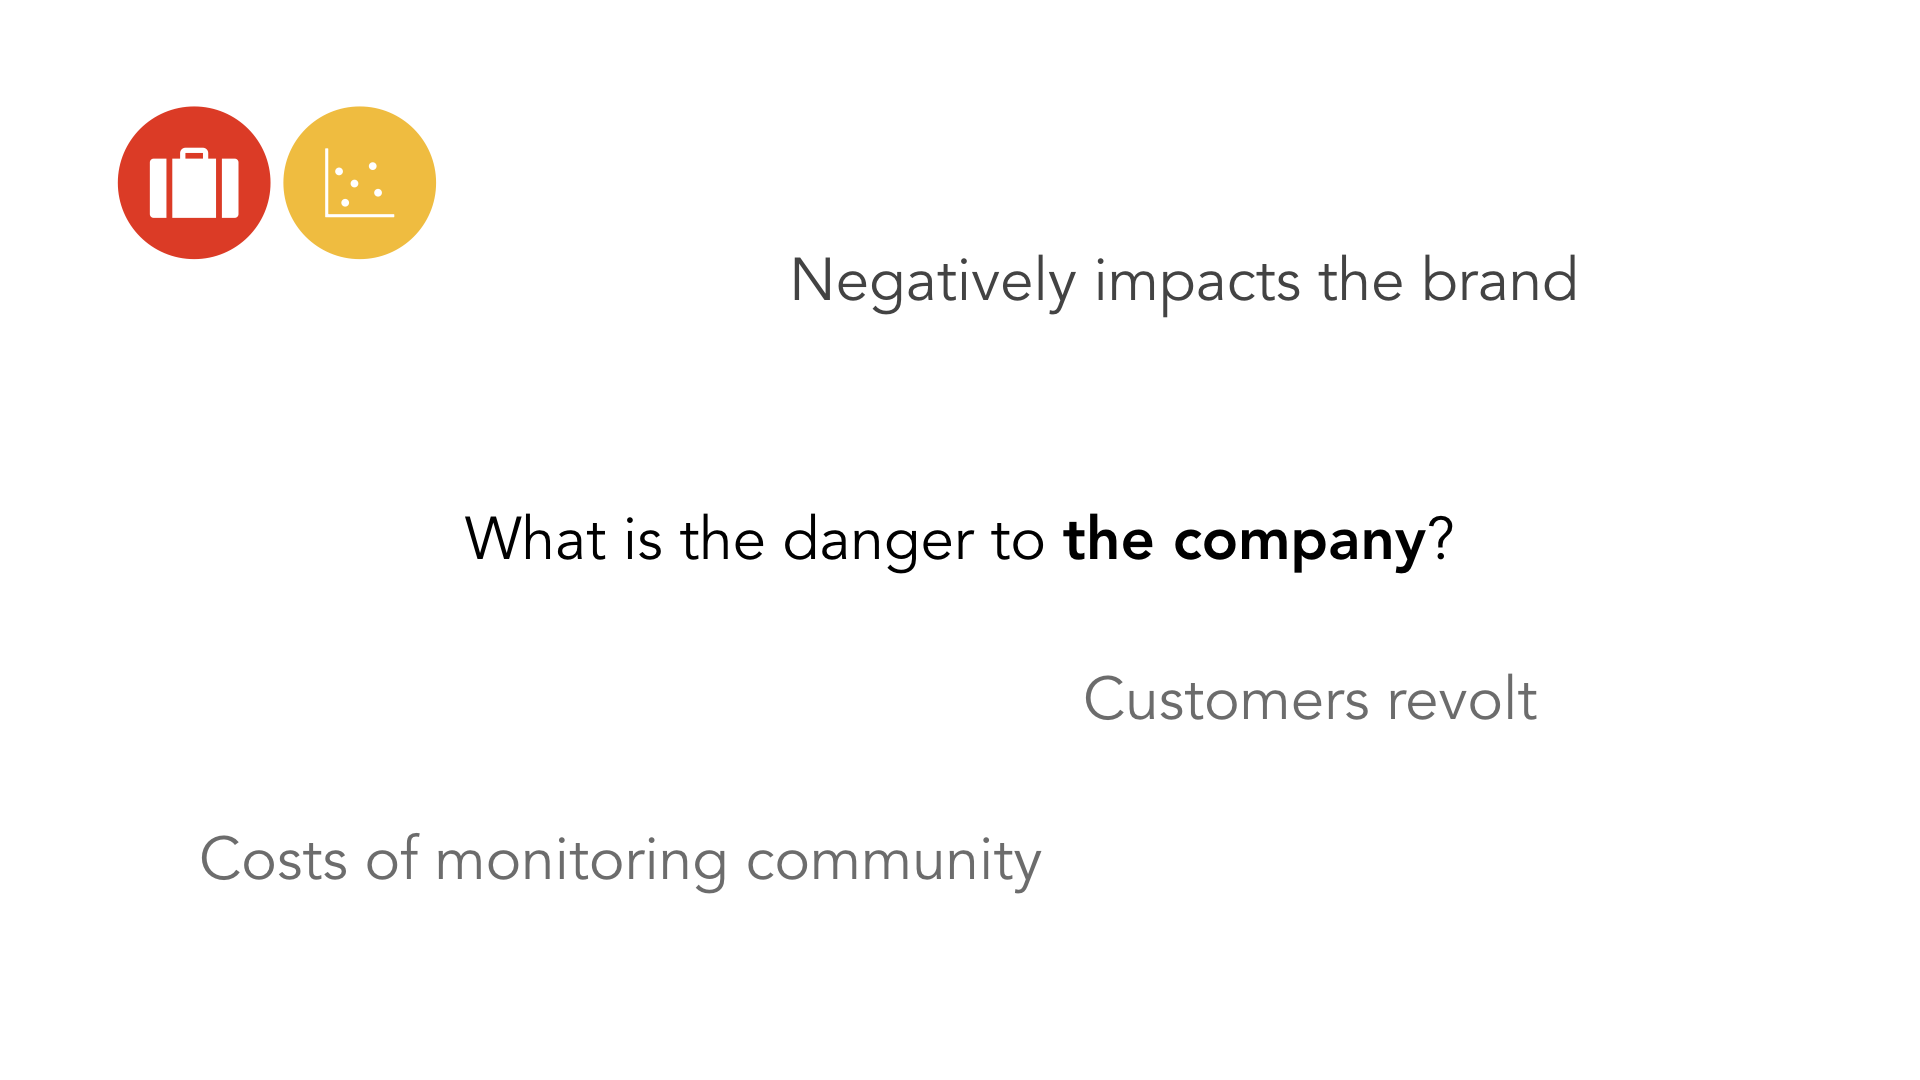 Negatively impacts the brand
What is the danger to the company?
Customers revolt
Costs of monitoring community